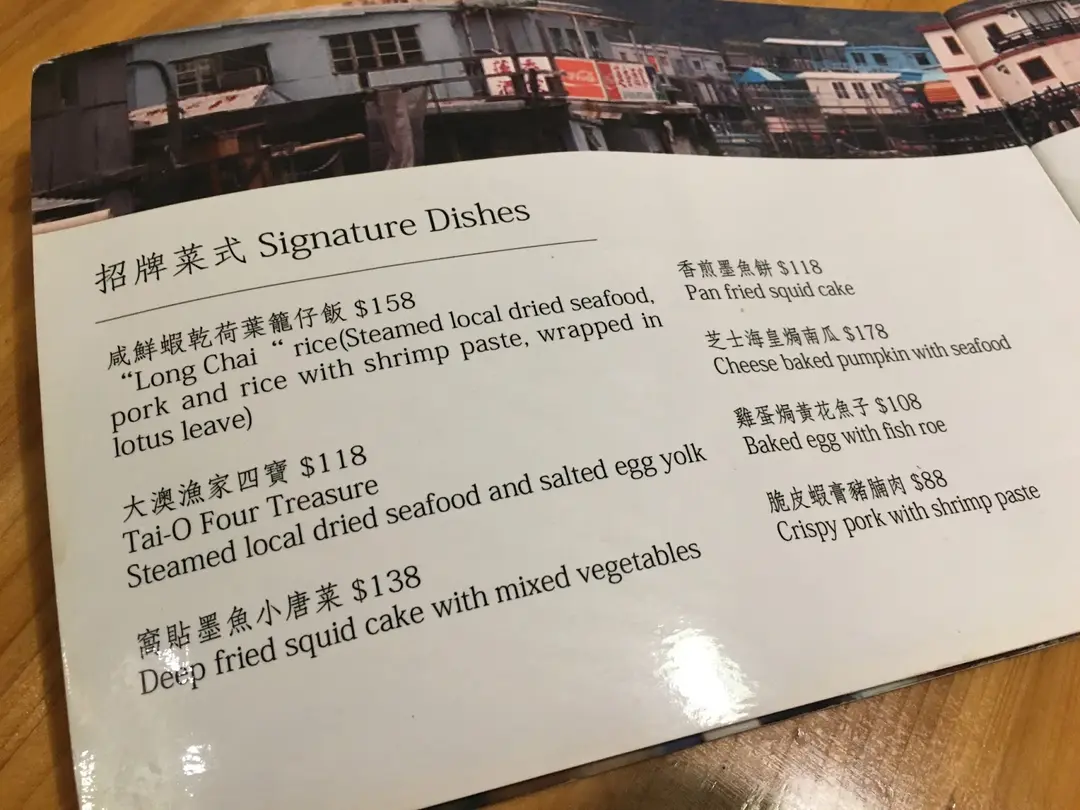 招牌菜式 Signature Dishes
咸鮮蝦乾荷葉籠仔飯 $158
“Long Chai “ rice(Steamed local dried seafood,
pork and rice with shrimp paste, wrapped in
lotus leave)
大澳漁家四寶 $118
Tai-O Four Treasure
Steamed local dried seafood and salted egg yolk
窩貼墨魚小唐菜 $138
Deep fried squid cake with mixed vegetables
香煎墨魚餅 $118
Pan fried squid cake
芝士海皇焗南瓜 $178
Cheese baked pumpkin with seafood
雞蛋焗黃花魚子 $108
Baked egg with fish roe
脆皮蝦膏豬腩肉 $88
Crispy pork with shrimp paste